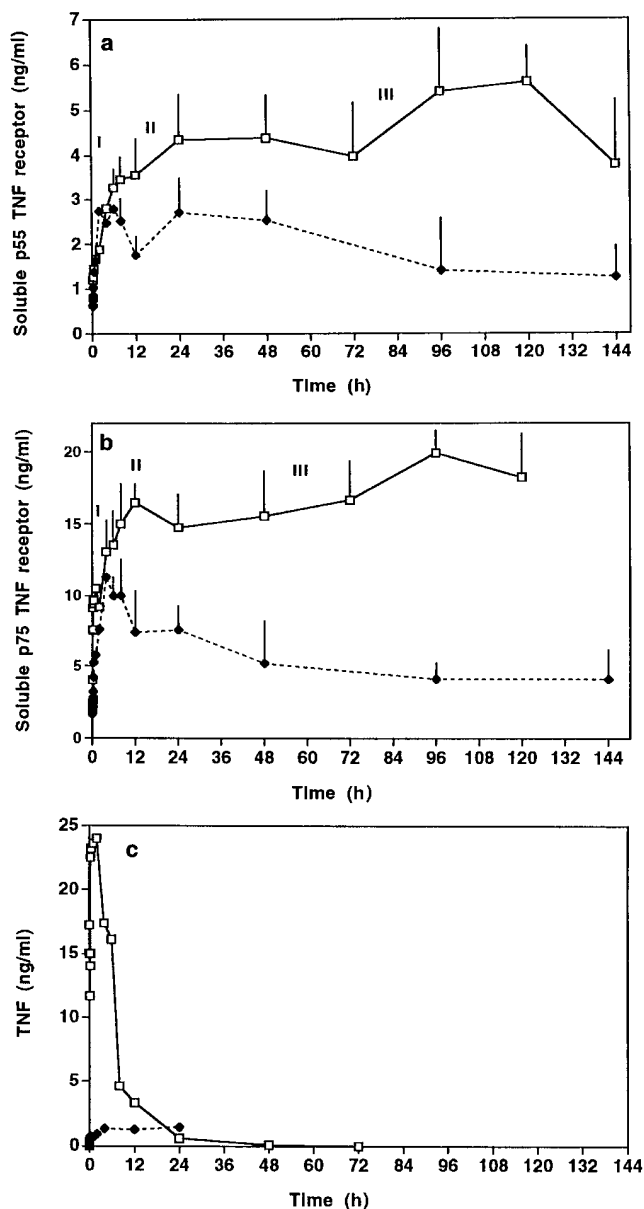 a
Soluble p55 TNF receptor (ng/ml)
7
6
5
4
3
2
1
0
I
II
III
0 12 24 36 48 60 72 84 96 108 120 132 144
Time (h)
b
Soluble p75 TNF receptor (ng/ml)
20
15
10
5
0
I
II
III
0 12 24 36 48 60 72 84 96 108 120 132 144
Time (h)
c
TNF (ng/ml)
25
20
15
10
5
0
0 12 24 36 48 60 72 84 96 108 120 132 144
Time (h)